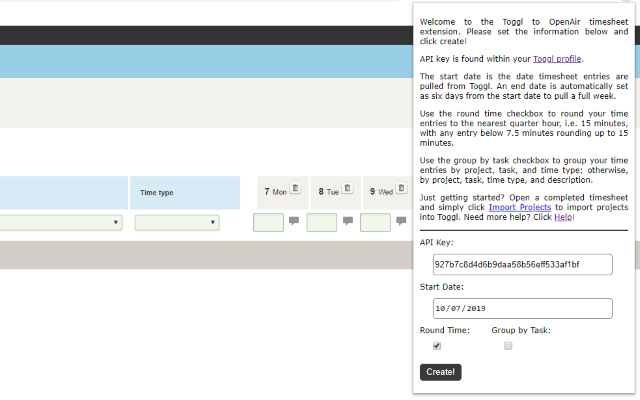 Welcome to the Toggl to OpenAir timesheet
extension. Please set the information below and
click create!
API key is found within your Toggl profile.
The start date is the date timesheet entries are
pulled from Toggl. An end date is automatically set
as six days from the start date to pull a full week.
Use the round time checkbox to round your time
entries to the nearest quarter hour, i.e. 15 minutes,
with any entry below 7.5 minutes rounding up to 15
minutes.
Use the group by task checkbox to group your time
entries by project, task, and time type; otherwise,
by project, task, time type, and description.
Just getting started? Open a completed timesheet
and simply click Import Projects to import projects
into Toggl. Need more help? Click Help!
API Key:
927b7c8d4d6b9daa58b56eff533af1bf
Start Date:
10/07/2019
Round Time: Group by Task:
Create!
Time type 7 Mon 8 Tue 9 Wed